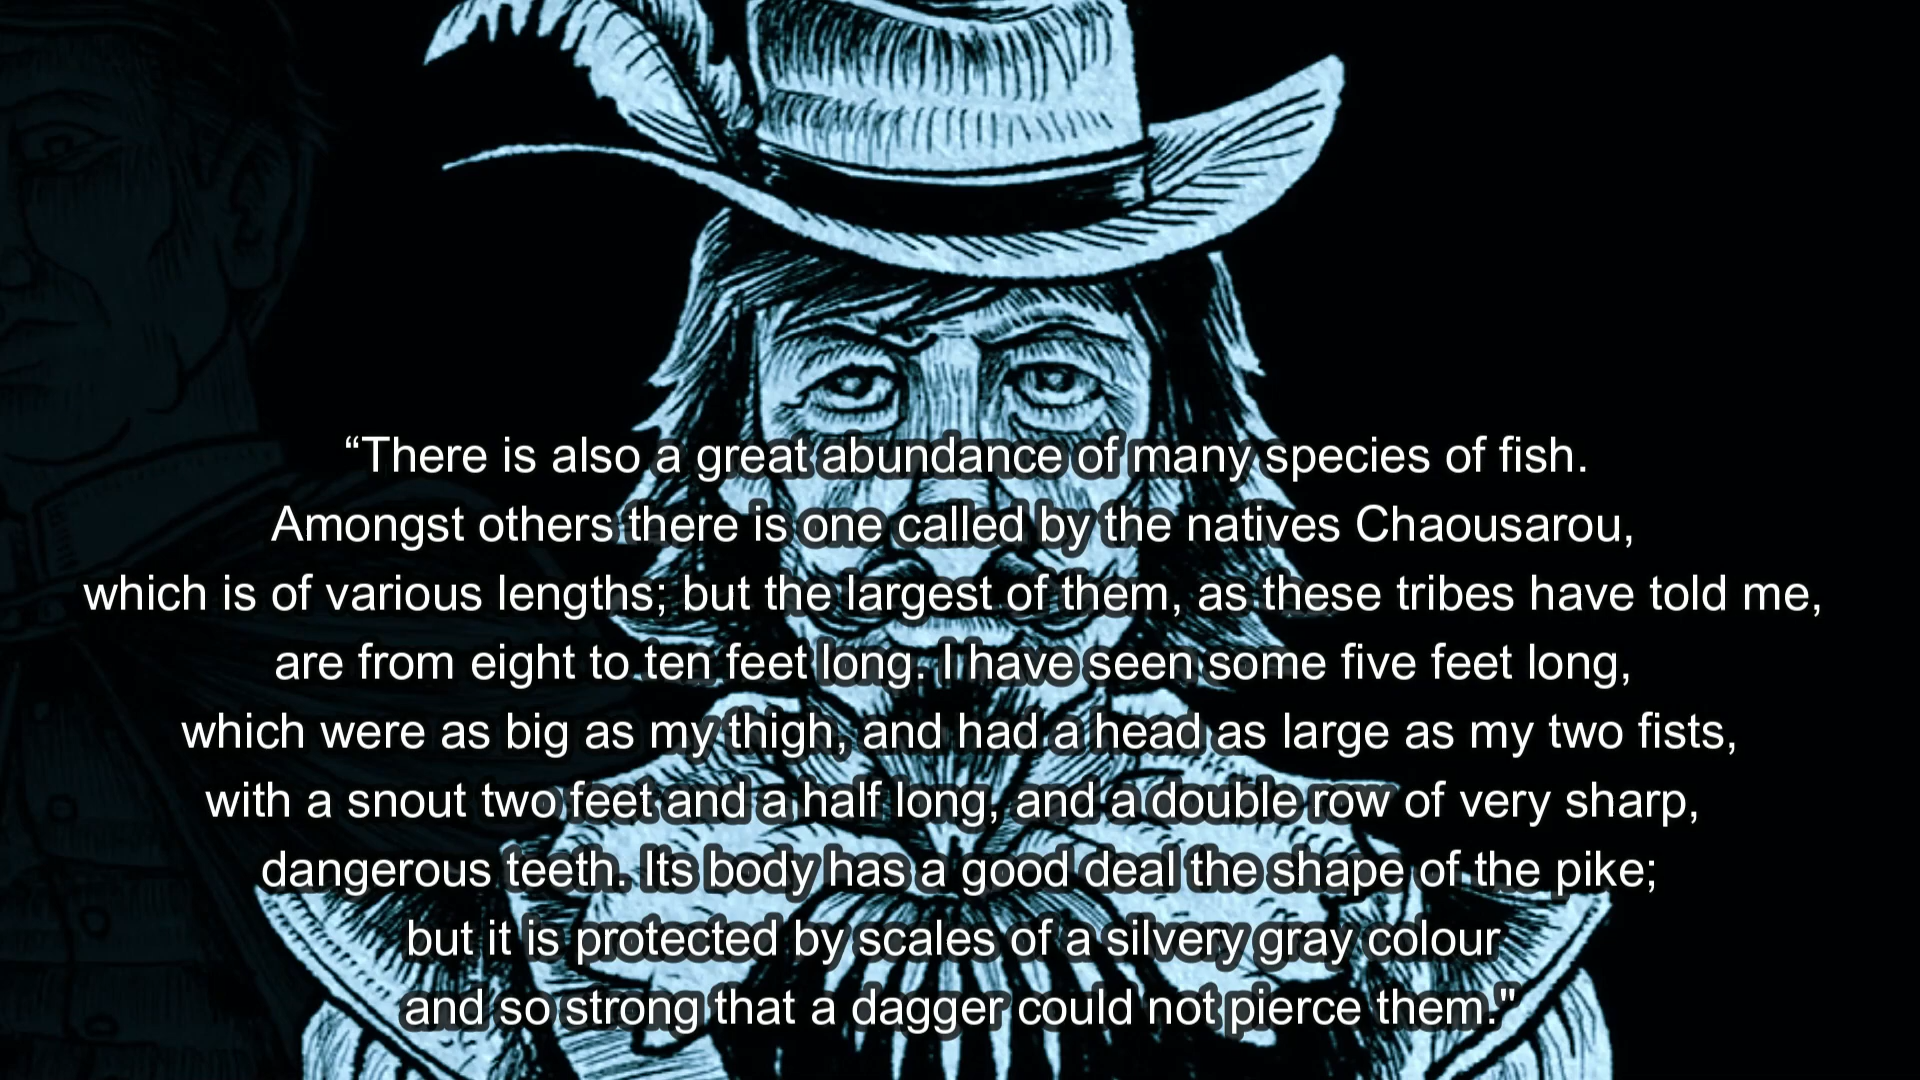 “There is also a great abundance of many species of fish.
Amongst others there is one called by the natives Chaousarou,
which is of various lengths; but the largest of them, as these tribes have told me,
are from eight to ten feet long. I have seen some five feet long,
which were as big as my thigh, and had a head as large as my two fists,
with a snout two feet and a half long, and a double row of very sharp,
dangerous teeth. Its body has a good deal the shape of the pike;
but it is protected by scales of a silvery gray colour
and so strong that a dagger could not pierce them."